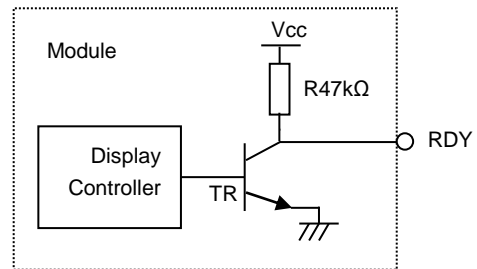 Vcc
Module
R47kΩ
RDY
Display
Controller
TR